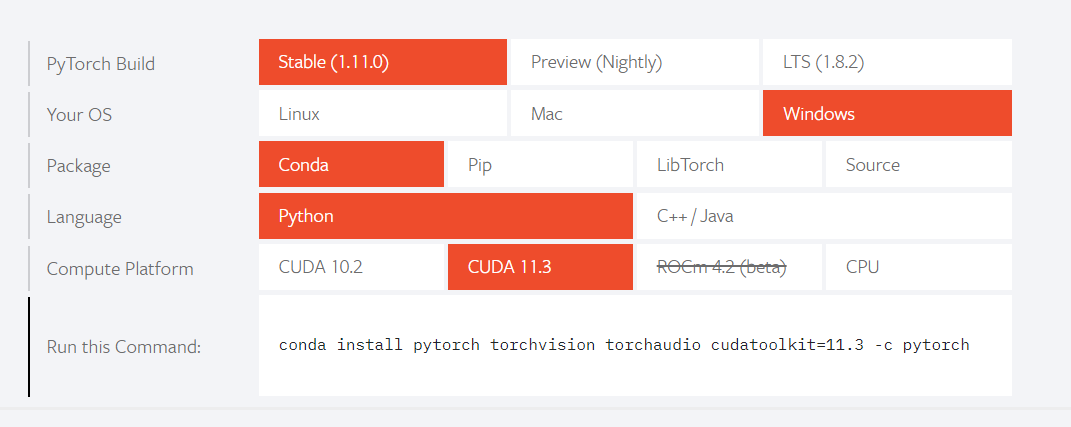 PyTorch Build Stable (1.11.0) Preview (Nightly) LTS (1.8.2)
Your OS Linux Mac Windows
Package Conda Pip LibTorch Source
Language Python C++ / Java
Compute Platform CUDA 10.2 CUDA 11.3 ROCm 4.2 (beta) CPU
Run this Command: conda install pytorch torchvision torchaudio cudatoolkit=11.3 -c pytorch